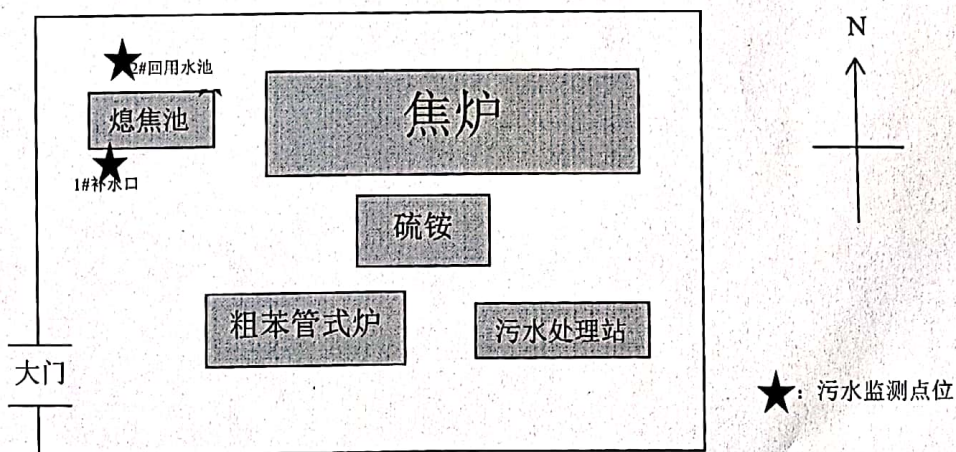 N
2#回用水池
熄焦池
焦炉
1#补水口
硫铵
粗苯管式炉
污水处理站
大门
：污水监测点位